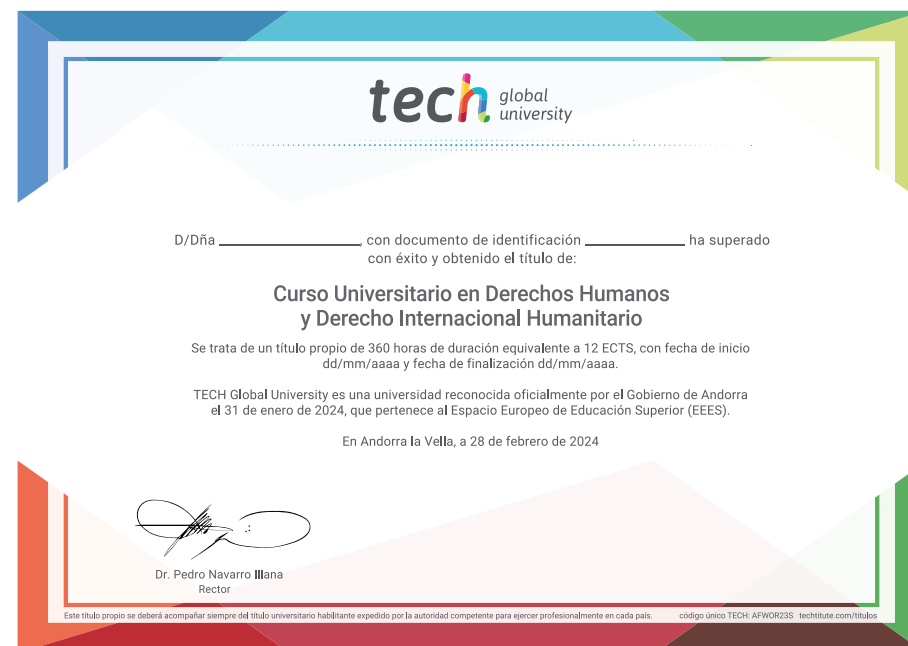 tech global university
D/Dña ____________________, con documento de identificación ______________ ha superado
con éxito y obtenido el título de:
Curso Universitario en Derechos Humanos
y Derecho Internacional Humanitario
Se trata de un título propio de 360 horas de duración equivalente a 12 ECTS, con fecha de inicio
dd/mm/aaaa y fecha de finalización dd/mm/aaaa.
TECH Global University es una universidad reconocida oficialmente por el Gobierno de Andorra
el 31 de enero de 2024, que pertenece al Espacio Europeo de Educación Superior (EEES).
En Andorra la Vella, a 28 de febrero de 2024
Dr. Pedro Navarro Illana
Rector
Este título propio se deberá acompañar siempre del título universitario habilitante expedido por la autoridad competente para ejercer profesionalmente en cada país. código único TECH: AFWOR23S techtitute.com/titulos